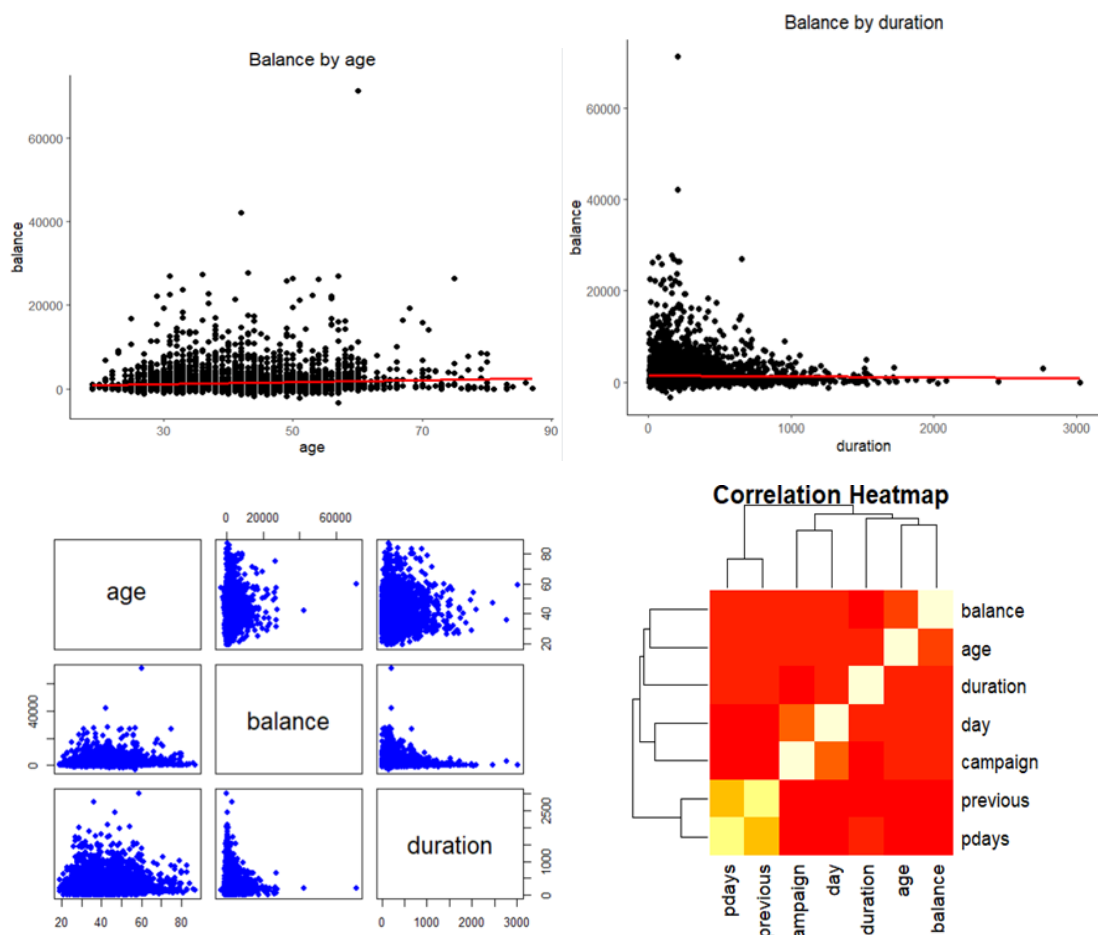 Balance by age
balance
60000
40000
20000
0
30
50
70
90
age
Balance by duration
balance
60000
40000
20000
0
0
1000
2000
3000
duration
0 20000 60000
age
20 40 60 80
0 40000
balance
0 1000 2500
duration
20 40 60 80
0 1000 2000 3000
Correlation Heatmap
balance
age
duration
day
campaign
previous
pdays
pdays
previous
ampaign
day
duration
age
balance